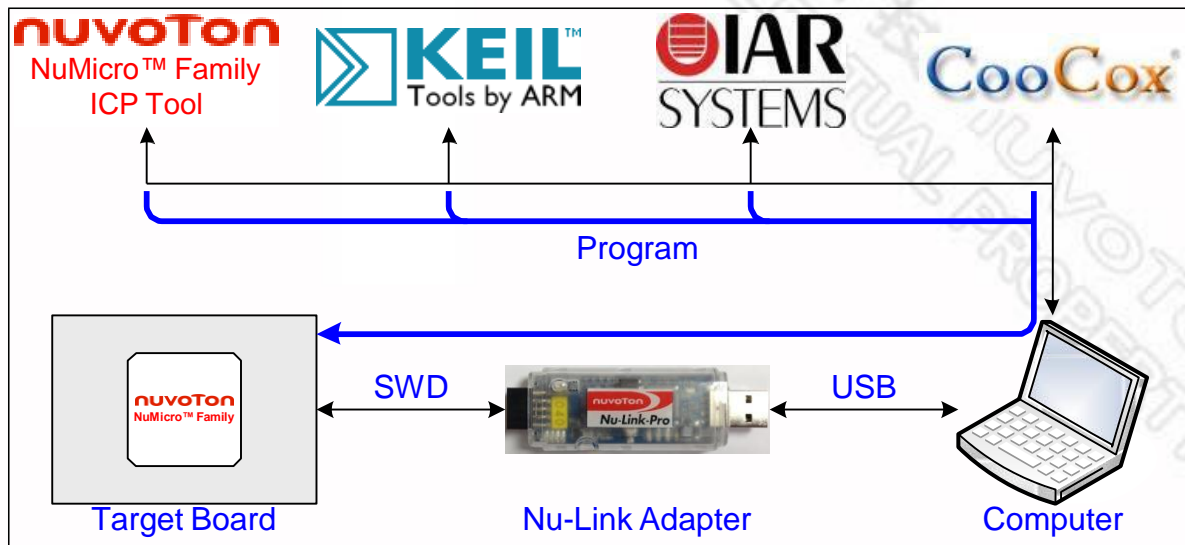 nuvoTon
NuMicro™ Family
ICP Tool
KEIL™
Tools by ARM
IAR
SYSTEMS
CooCox
Program
nuvoTon
NuMicro™ Family
SWD
nuvoTon
Nu-Link-Pro
USB
Target Board
Nu-Link Adapter
Computer